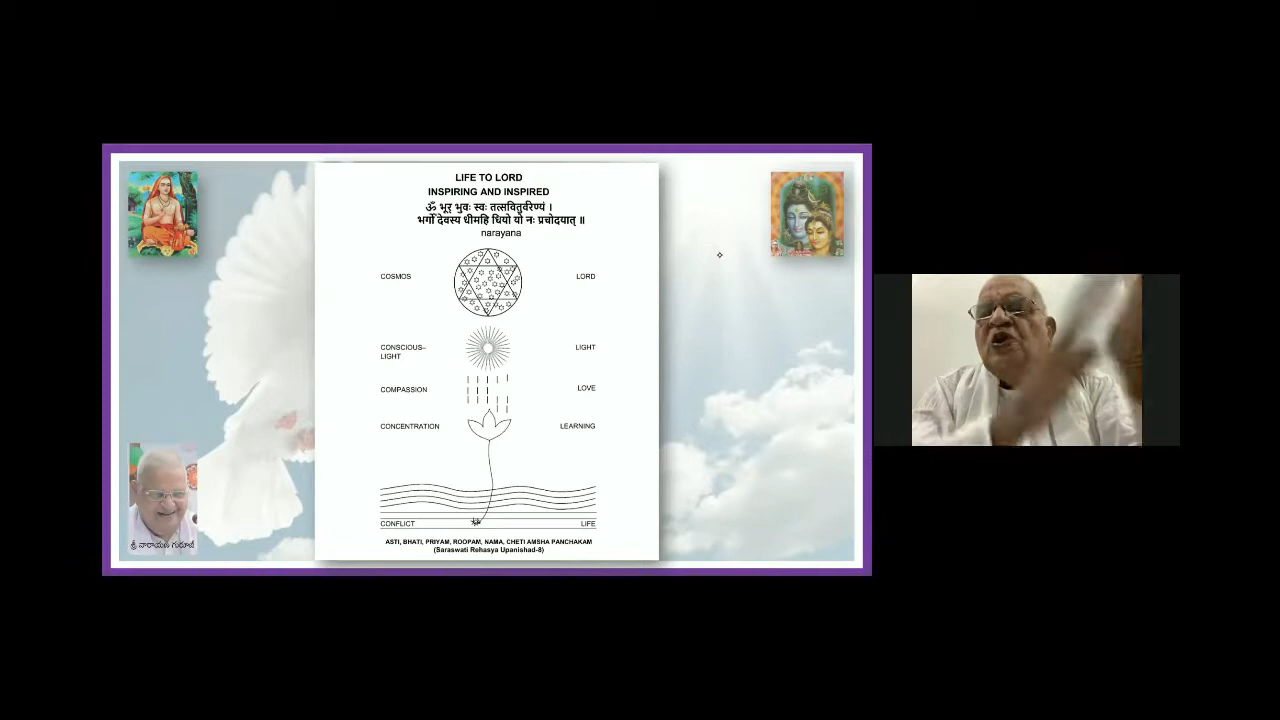 LIFE TO LORD
INSPIRING AND INSPIRED
ॐ भूर् भुवः स्वः तत्सवितुर्वरेण्यं ।
भर्गो देवस्य धीमहि धियो यो नः प्रचोदयात् ॥
narayana
COSMOS LORD
CONSCIOUS–
LIGHT LIGHT
COMPASSION LOVE
CONCENTRATION LEARNING
CONFLICT LIFE
ASTI, BHATI, PRIYAM, ROOPAM, NAMA, CHETI AMSHA PANCHAKAM
(Saraswati Rehasya Upanishad-8)
శ్రీ నారాయణ గురూజీ